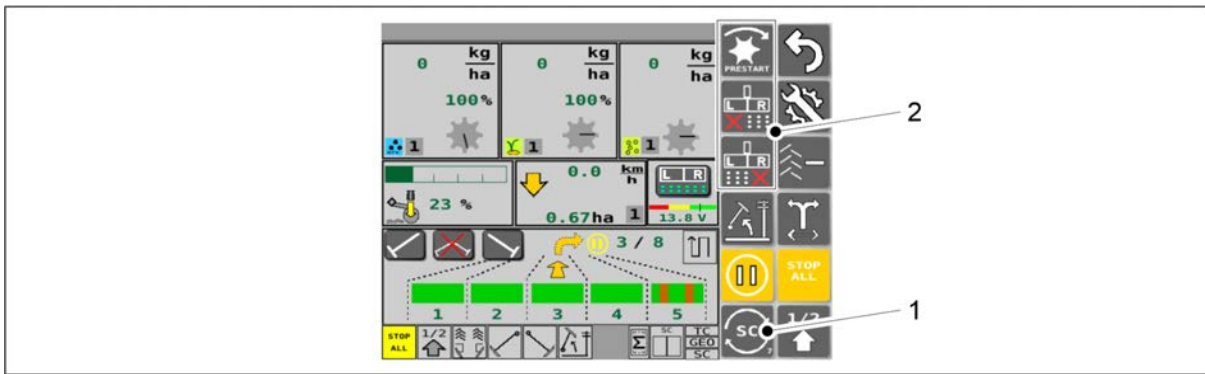 kg
0
ha
100%
1
kg
0
ha
100%
1
kg
0
ha
1
PRESTART
L R
2
L R
23 %
0.0 km
h
0.67ha 1
L R
13.8 V
3 / 8
STOP
ALL
1 2 3 4 5
SC
1/2
1
STOP
ALL
1/2
Σ
SC
TC
GEO
SC